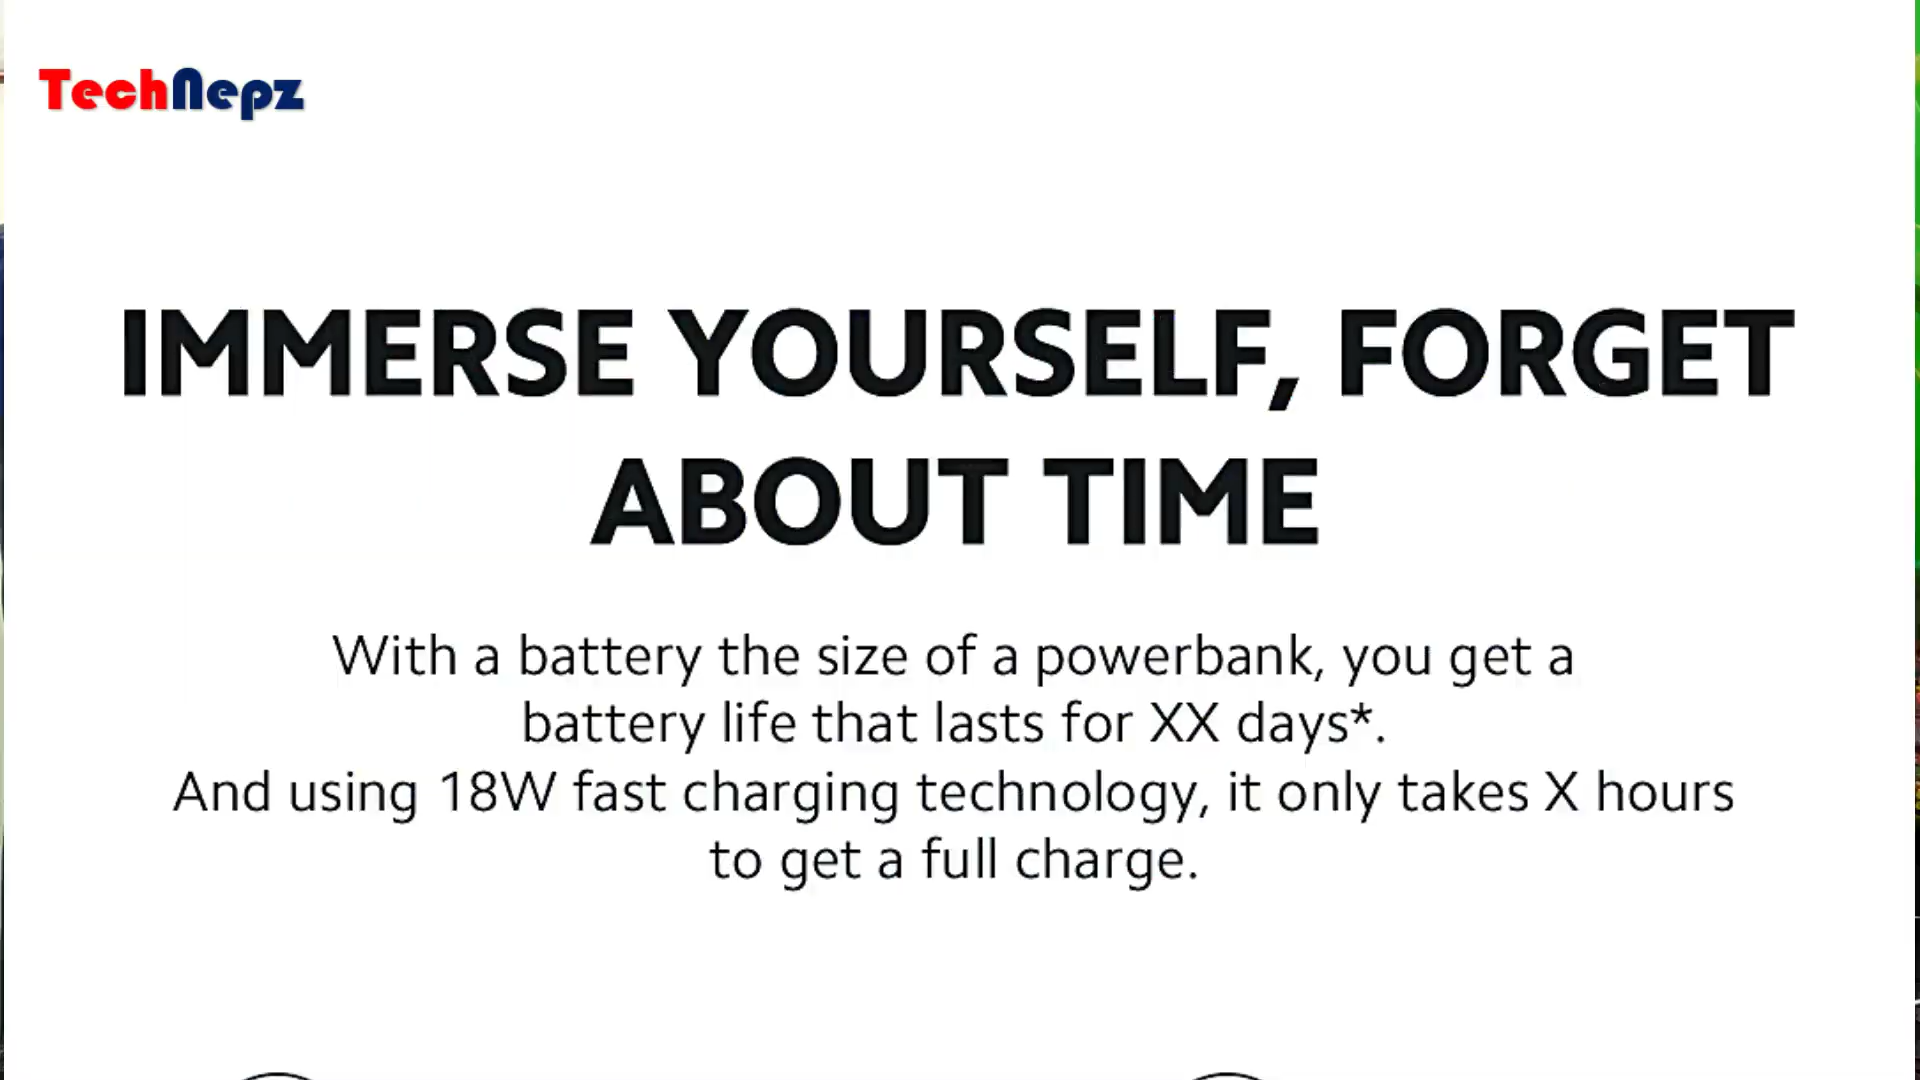 TechNepz
IMMERSE YOURSELF, FORGET
ABOUT TIME
With a battery the size of a powerbank, you get a
battery life that lasts for XX days*.
And using 18W fast charging technology, it only takes X hours
to get a full charge.